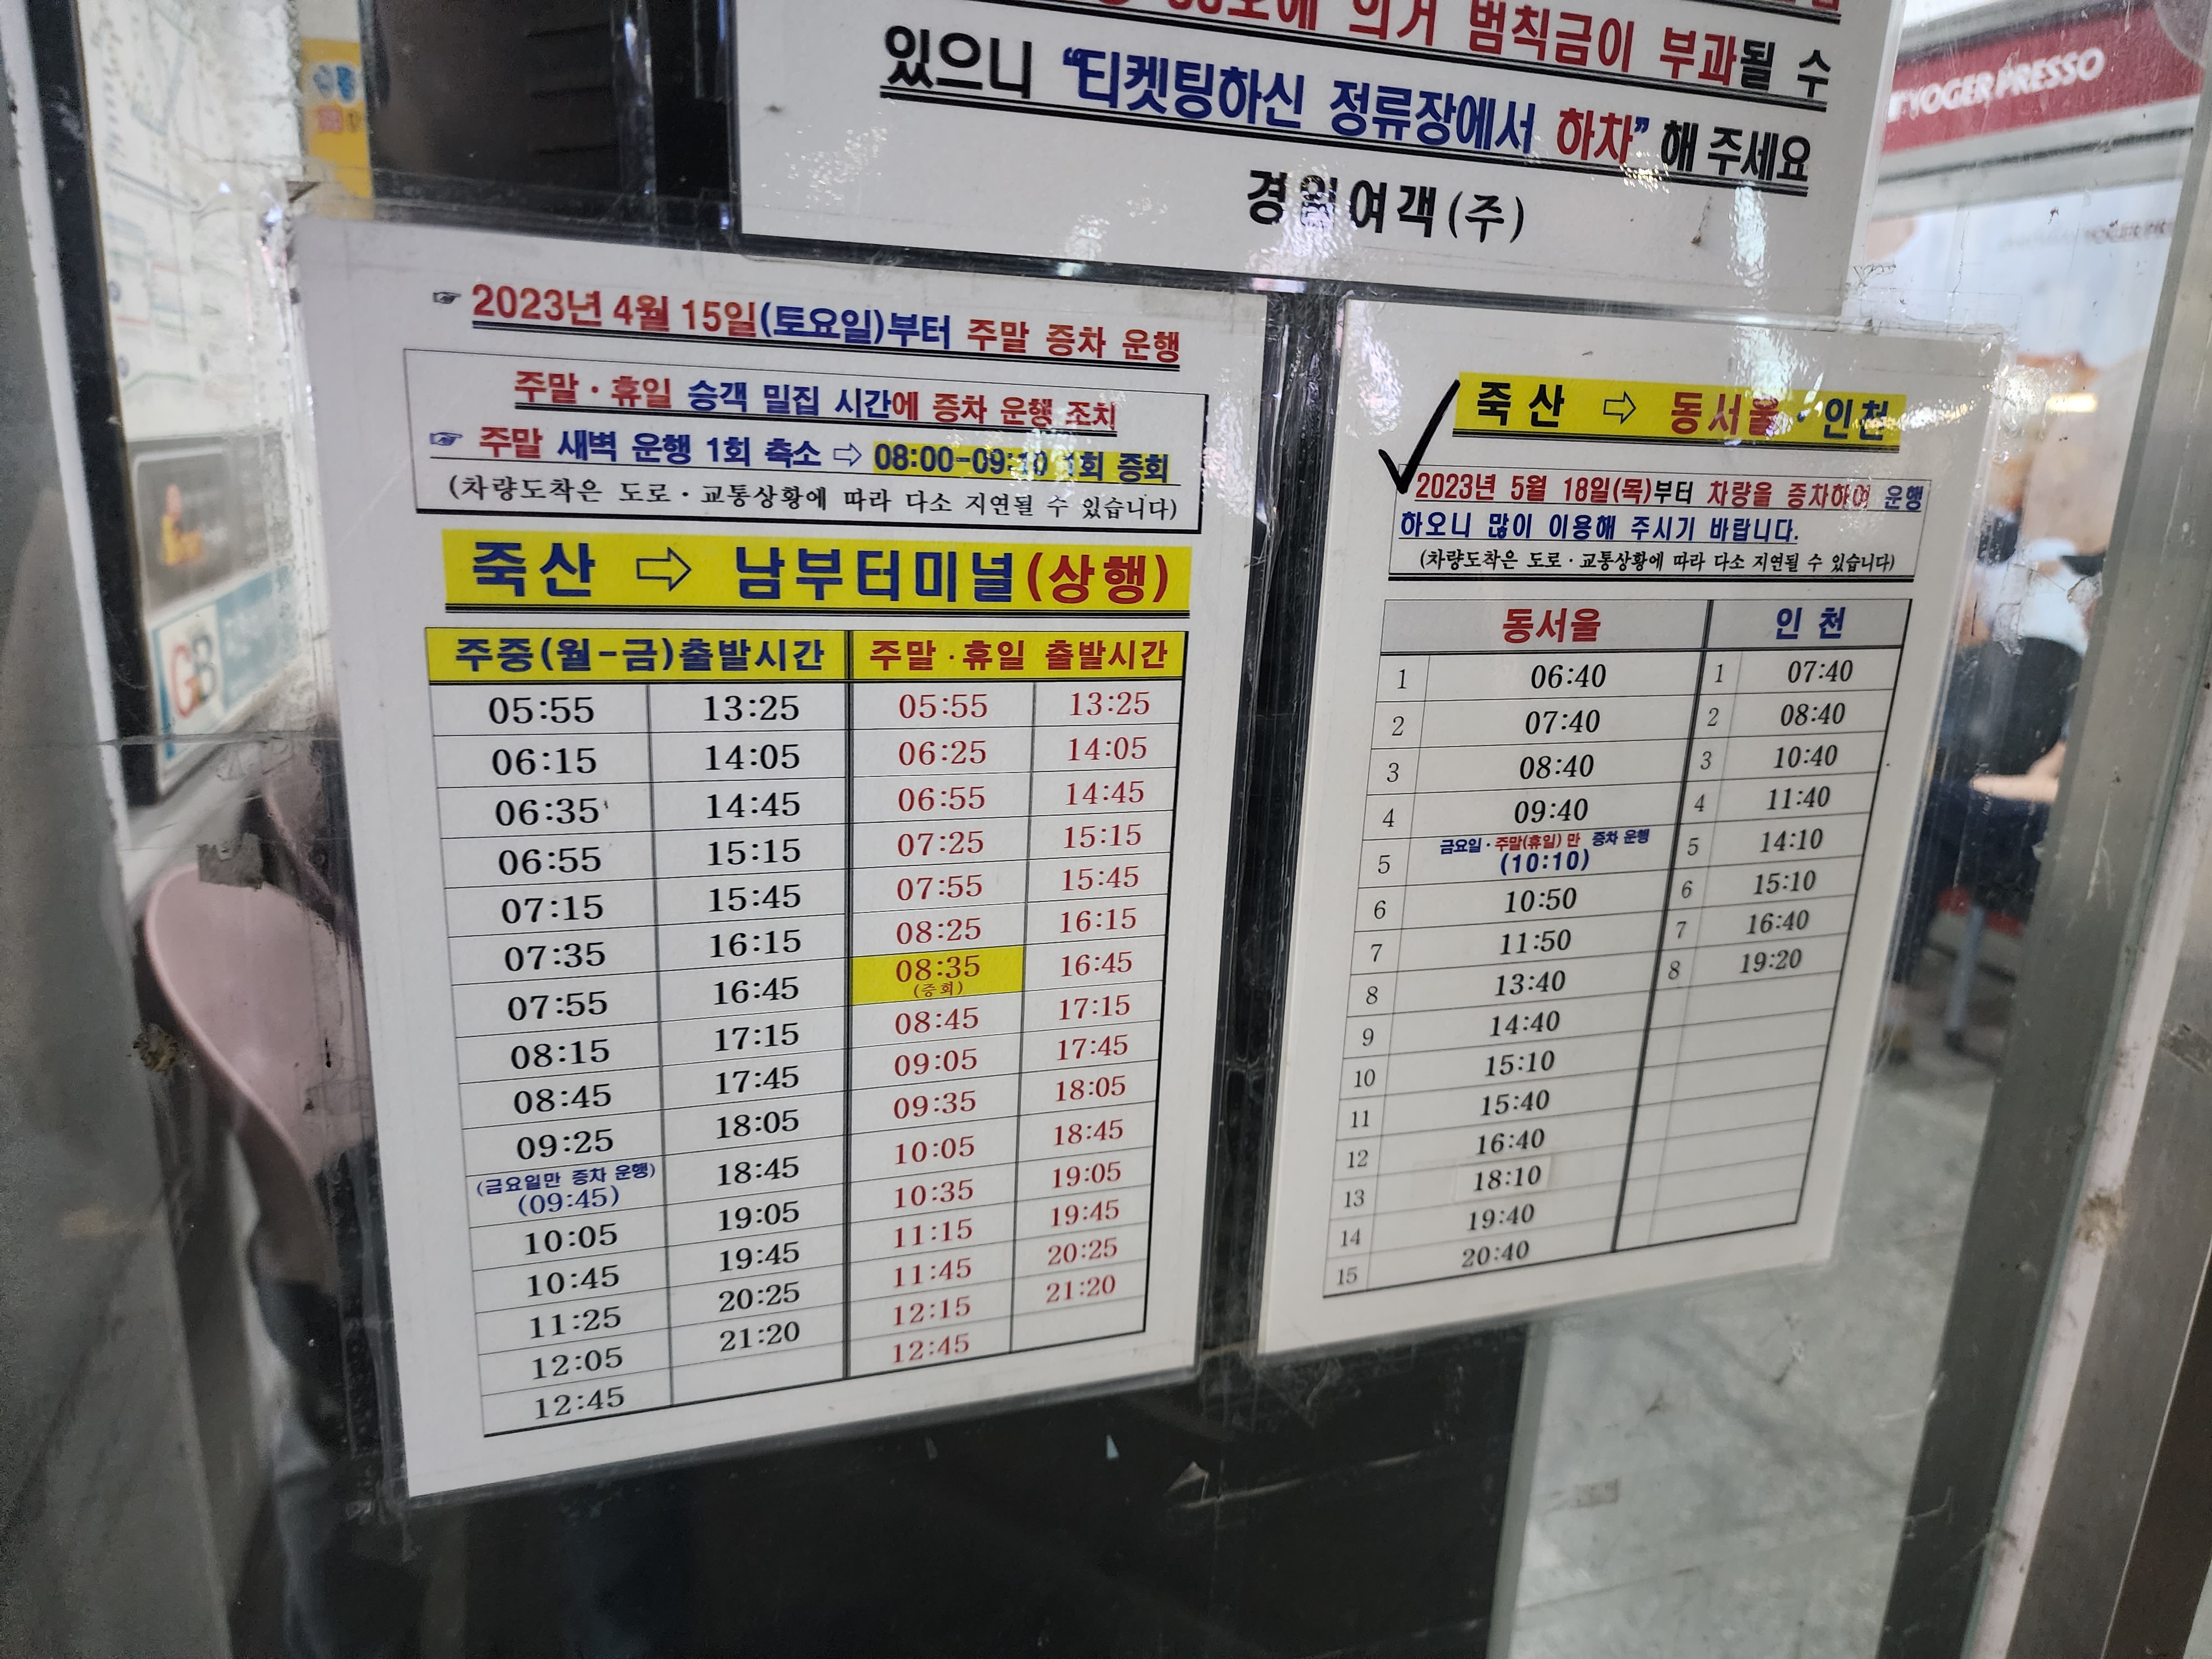 의거 범칙금이 부과될 수
있으니 “티켓팅하신 정류장에서 하차” 해 주세요
경원여객(주)
YOGERPRESSO
☞ 2023년 4월 15일(토요일)부터 주말 증차 운행
주말 · 휴일 승객 밀집 시간에 증차 운행 조치
☞ 주말 새벽 운행 1회 축소 ⇨ 08:00-09:10 1회 증회
(차량도착은 도로 · 교통상황에 따라 다소 지연될 수 있습니다)
죽산 ⇨ 남부터미널(상행)
주중(월-금)출발시간 주말 · 휴일 출발시간
05:55 13:25 05:55 13:25
06:15 14:05 06:25 14:05
06:35 14:45 06:55 14:45
06:55 15:15 07:25 15:15
07:15 15:45 07:55 15:45
07:35 16:15 08:25 16:15
07:55 16:45 08:35 (증회) 16:45
08:15 17:15 08:45 17:15
08:45 17:45 09:05 17:45
09:25 18:05 09:35 18:05
(금요일만 증차 운행) (09:45) 18:45 10:05 18:45
10:05 19:05 10:35 19:05
10:45 19:45 11:15 19:45
11:25 20:25 11:45 20:25
12:05 21:20 12:15 21:20
12:45 12:45
죽산 ⇨ 동서울 · 인천
2023년 5월 18일(목)부터 차량을 증차하여 운행
하오니 많이 이용해 주시기 바랍니다.
(차량도착은 도로 · 교통상황에 따라 다소 지연될 수 있습니다)
동서울 인천
1 06:40 1 07:40
2 07:40 2 08:40
3 08:40 3 10:40
4 09:40 4 11:40
5 금요일 · 주말(휴일) 만 증차 운행 (10:10) 5 14:10
6 10:50 6 15:10
7 11:50 7 16:40
8 13:40 8 19:20
9 14:40
10 15:10
11 15:40
12 16:40
13 18:10
14 19:40
15 20:40
GB